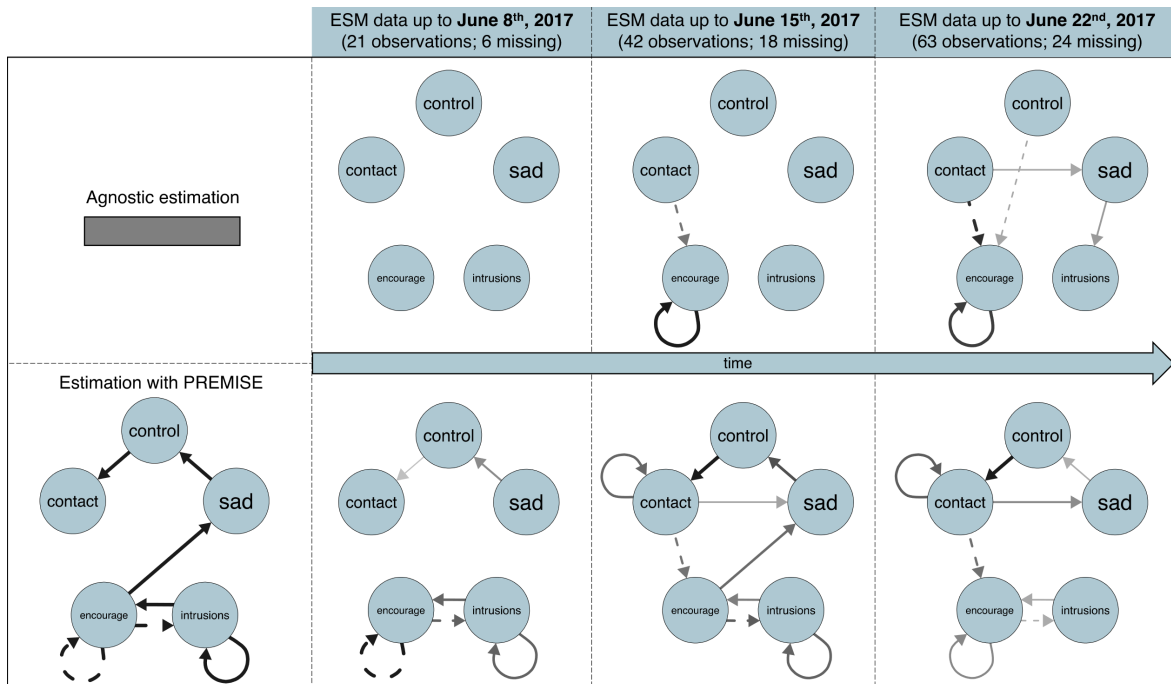 ESM data up to June 8th, 2017
(21 observations; 6 missing)
ESM data up to June 15th, 2017
(42 observations; 18 missing)
ESM data up to June 22nd, 2017
(63 observations; 24 missing)
Agnostic estimation
control
contact
sad
encourage
intrusions
control
contact
sad
encourage
intrusions
control
contact
sad
encourage
intrusions
time
Estimation with PREMISE
control
contact
sad
encourage
intrusions
control
contact
sad
encourage
intrusions
control
contact
sad
encourage
intrusions
control
contact
sad
encourage
intrusions